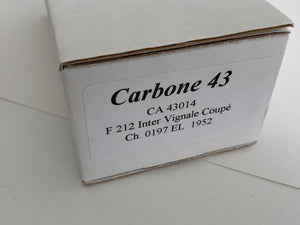 Carbone 43
CA 43014
F 212 Inter Vignale Coupé
Ch. 0197 EL 1952